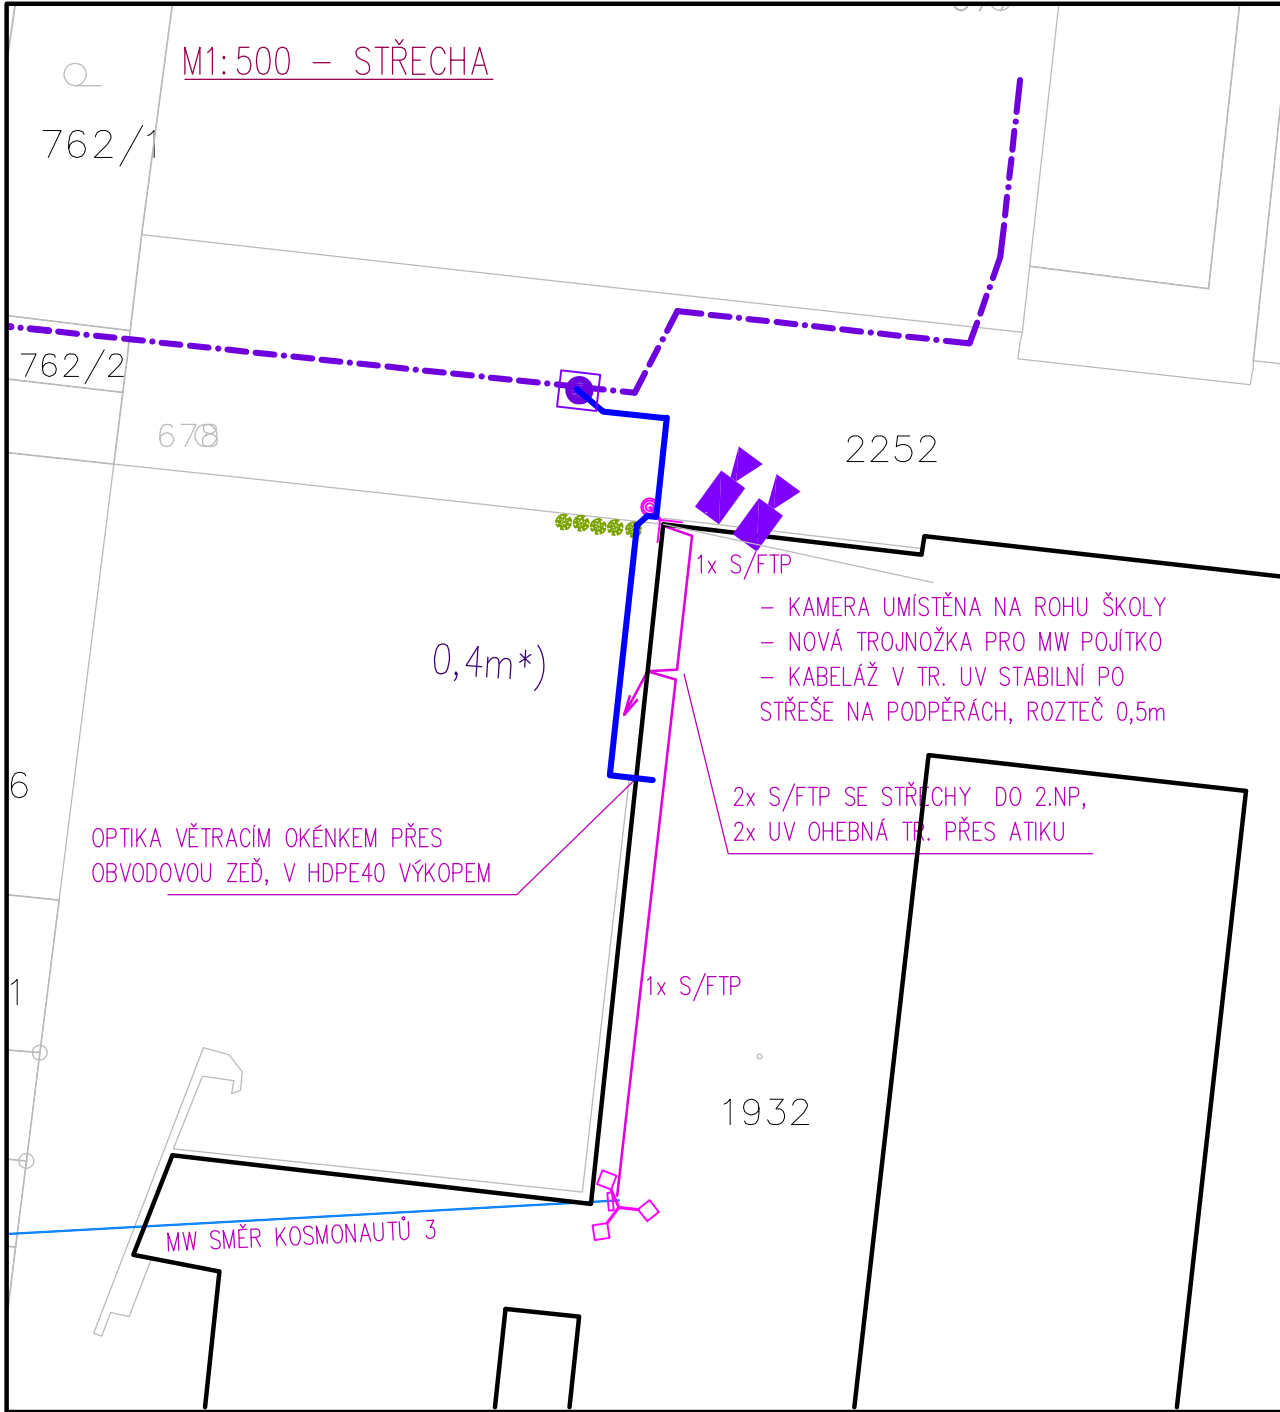 M1:500 – STŘECHA
762/1
762/2
678
2252
1x S/FTP
– KAMERA UMÍSTĚNA NA ROHU ŠKOLY
– NOVÁ TROJNOŽKA PRO MW POJÍTKO
– KABELÁŽ V TR. UV STABILNÍ PO
STŘEŠE NA PODPĚRÁCH, ROZTEČ 0,5m
0,4m*)
6
2x S/FTP SE STŘECHY DO 2.NP,
2x UV OHEBNÁ TR. PŘES ATIKU
OPTIKA VĚTRACÍM OKÉNKEM PŘES
OBVODOVOU ZEĎ, V HDPE40 VÝKOPEM
1
1x S/FTP
1932
MW SMĚR KOSMONAUTŮ 3